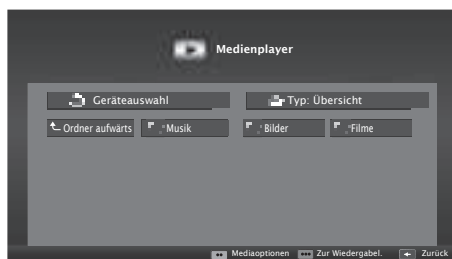 Medienplayer
Geräteauswahl Typ: Übersicht
Ordner aufwärts Musik Bilder Filme
Mediaoptionen Zur Wiedergabel. Zurück